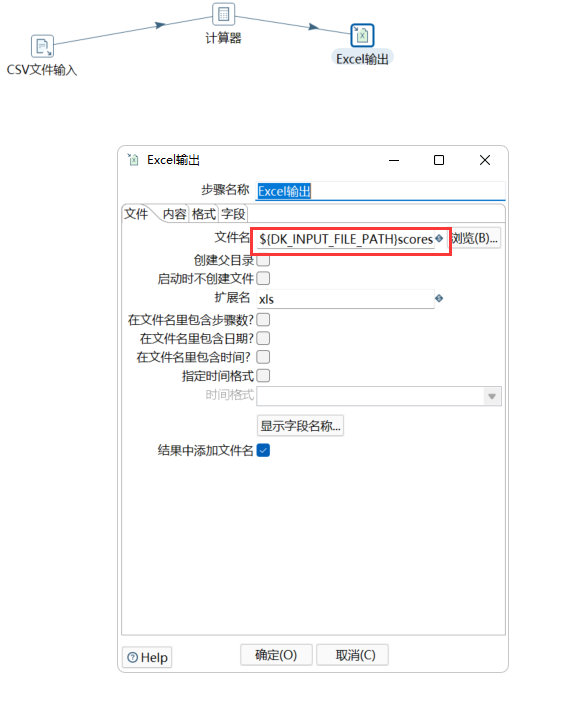 计算器
CSV文件输入
Excel输出
Excel输出
步骤名称 Excel输出
文件 内容 格式 字段
文件名 ${DK_INPUT_FILE_PATH}scores 浏览(B)...
创建父目录
启动时不创建文件
扩展名 xls
在文件名里包含步骤数?
在文件名里包含日期?
在文件名里包含时间?
指定时间格式
时间格式
显示字段名称...
结果中添加文件名
Help 确定(O) 取消(C)